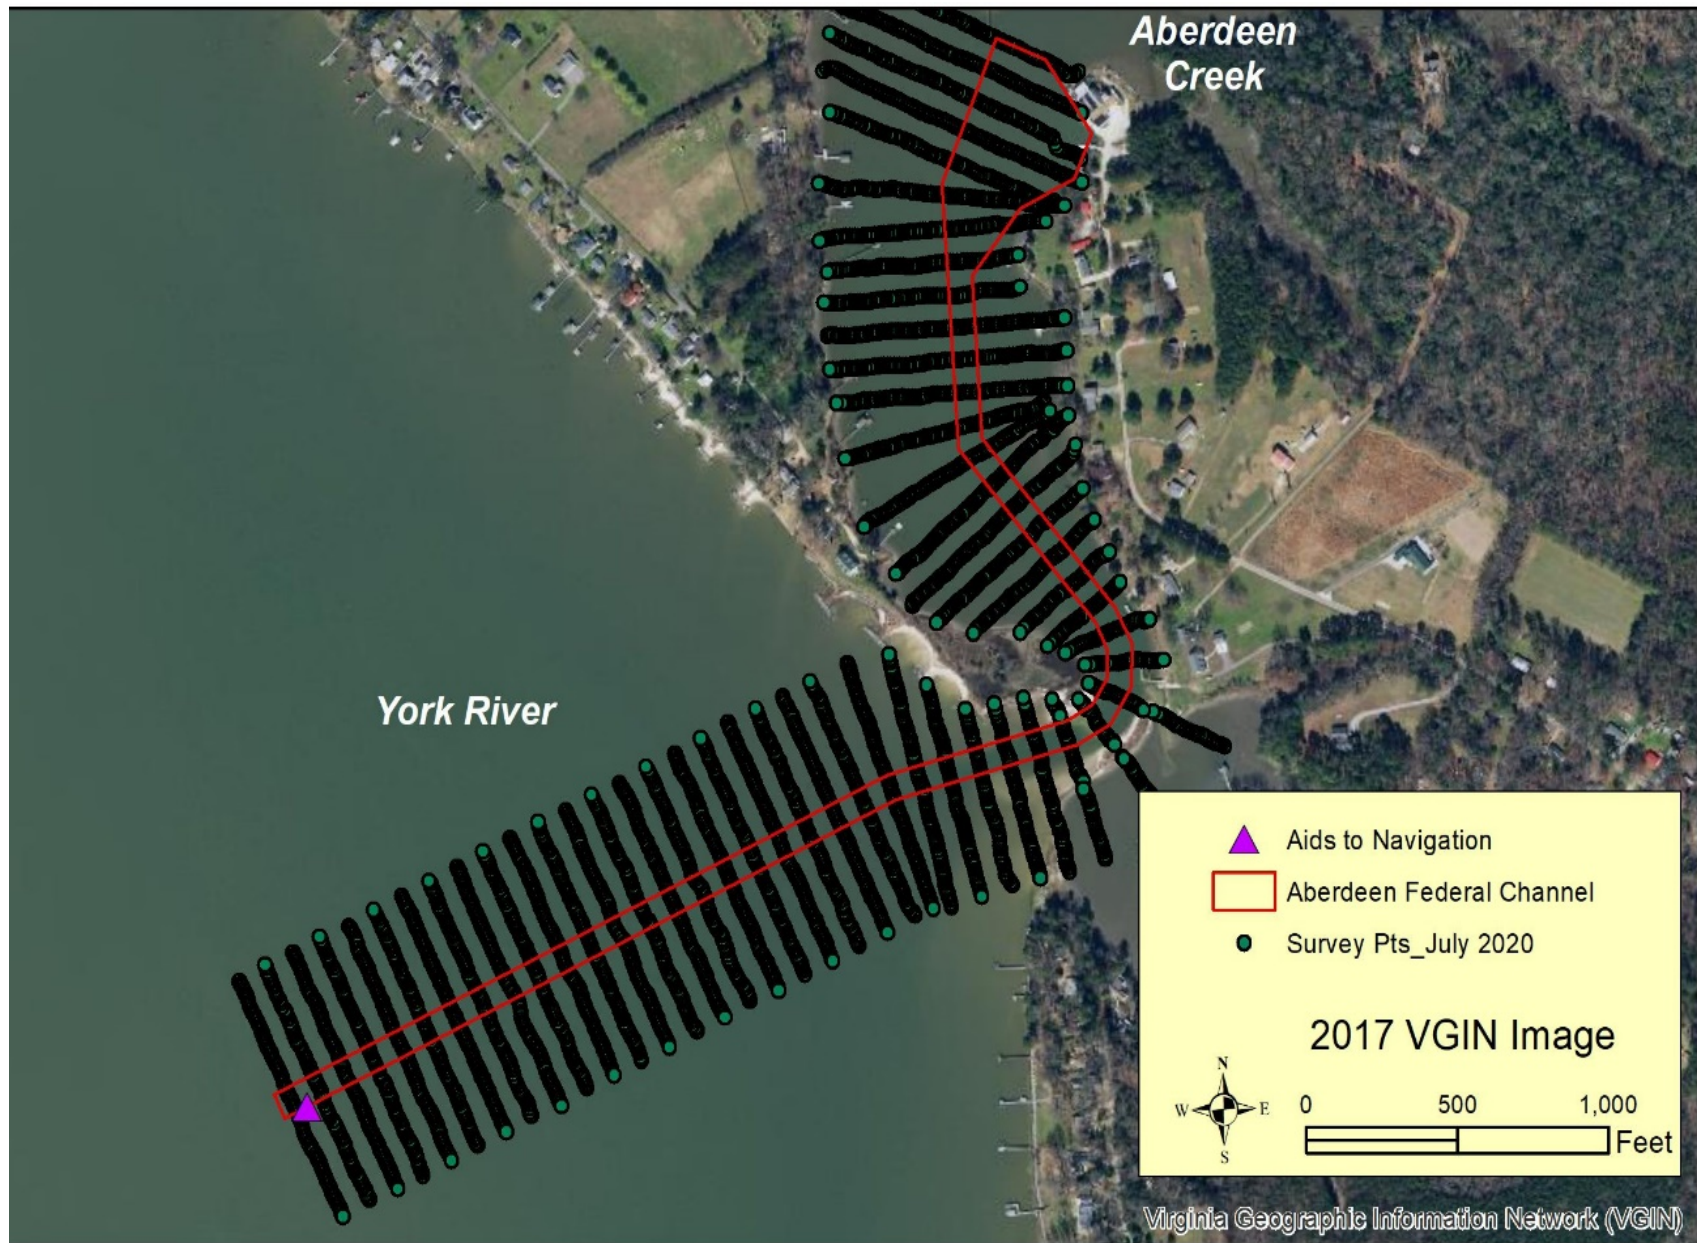 Aberdeen
Creek
York River
Aids to Navigation
Aberdeen Federal Channel
Survey Pts_July 2020
2017 VGIN Image
N
W
E
S
0 500 1,000
Feet
Virginia Geographic Information Network (VGIN)